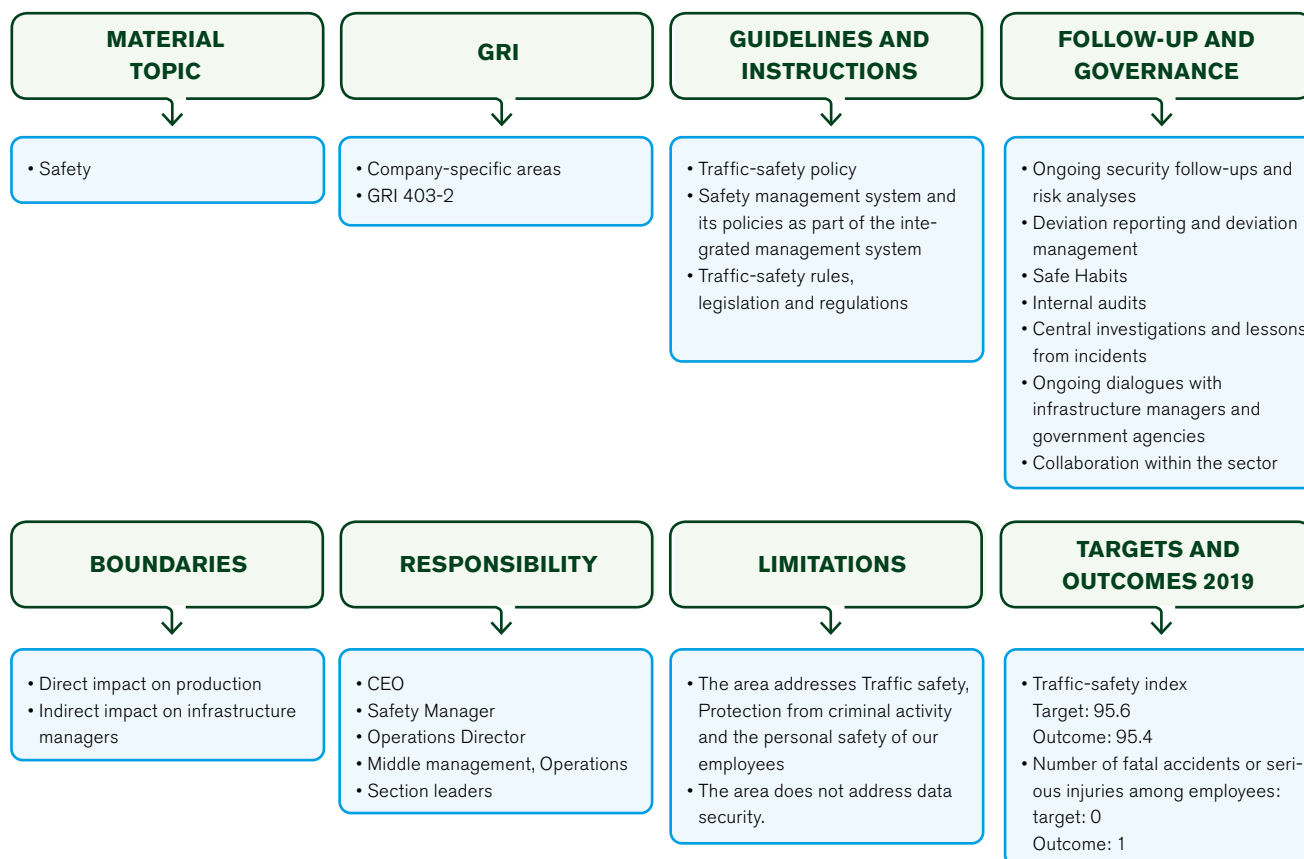 MATERIAL
TOPIC
• Safety
GRI
• Company-specific areas
• GRI 403-2
GUIDELINES AND
INSTRUCTIONS
• Traffic-safety policy
• Safety management system and
its policies as part of the inte-
grated management system
• Traffic-safety rules,
legislation and regulations
FOLLOW-UP AND
GOVERNANCE
• Ongoing security follow-ups and
risk analyses
• Deviation reporting and deviation
management
• Safe Habits
• Internal audits
• Central investigations and lessons
from incidents
• Ongoing dialogues with
infrastructure managers and
government agencies
• Collaboration within the sector
BOUNDARIES
• Direct impact on production
• Indirect impact on infrastructure
managers
RESPONSIBILITY
• CEO
• Safety Manager
• Operations Director
• Middle management, Operations
• Section leaders
LIMITATIONS
• The area addresses Traffic safety,
Protection from criminal activity
and the personal safety of our
employees
• The area does not address data
security.
TARGETS AND
OUTCOMES 2019
• Traffic-safety index
Target: 95.6
Outcome: 95.4
• Number of fatal accidents or seri-
ous injuries among employees:
target: 0
Outcome: 1